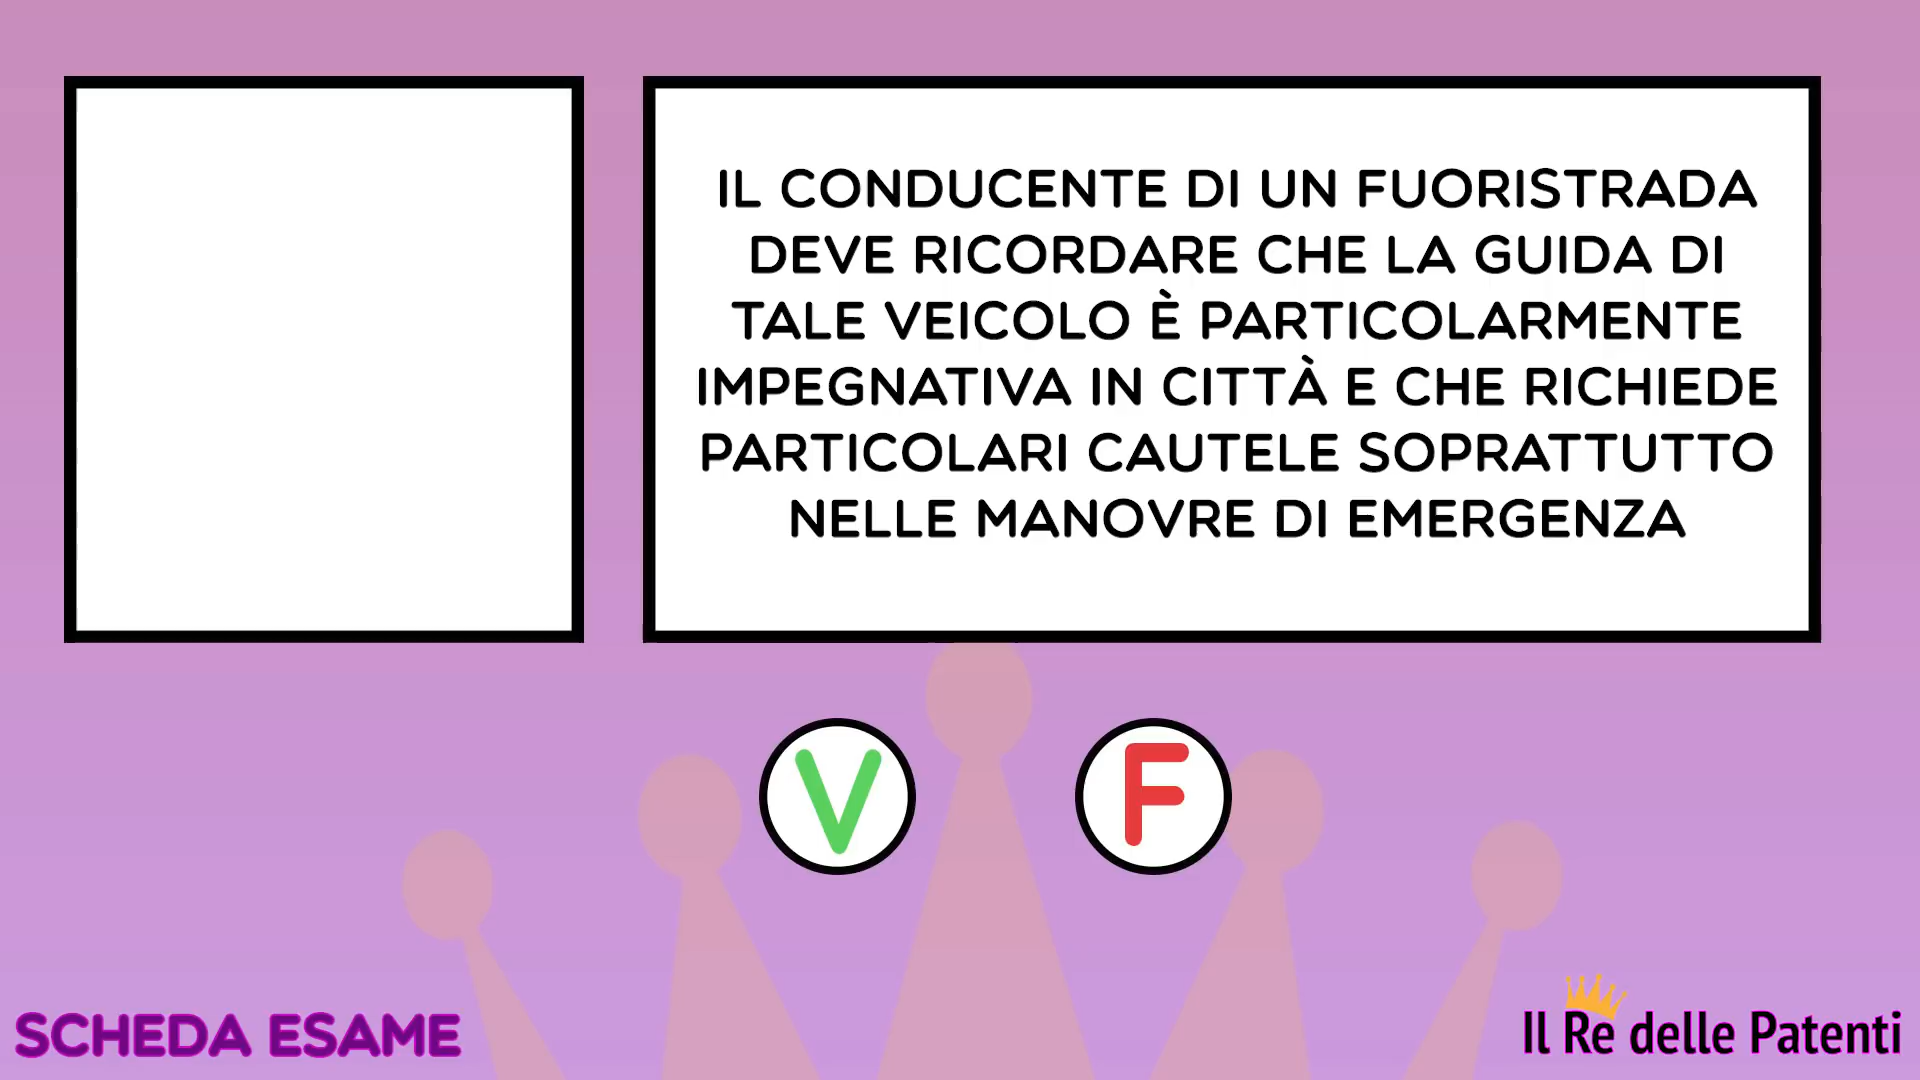 IL CONDUCENTE DI UN FUORISTRADA
DEVE RICORDARE CHE LA GUIDA DI
TALE VEICOLO È PARTICOLARMENTE
IMPEGNATIVA IN CITTÀ E CHE RICHIEDE
PARTICOLARI CAUTELE SOPRATTUTTO
NELLE MANOVRE DI EMERGENZA
V F
SCHEDA ESAME
Il Re delle Patenti